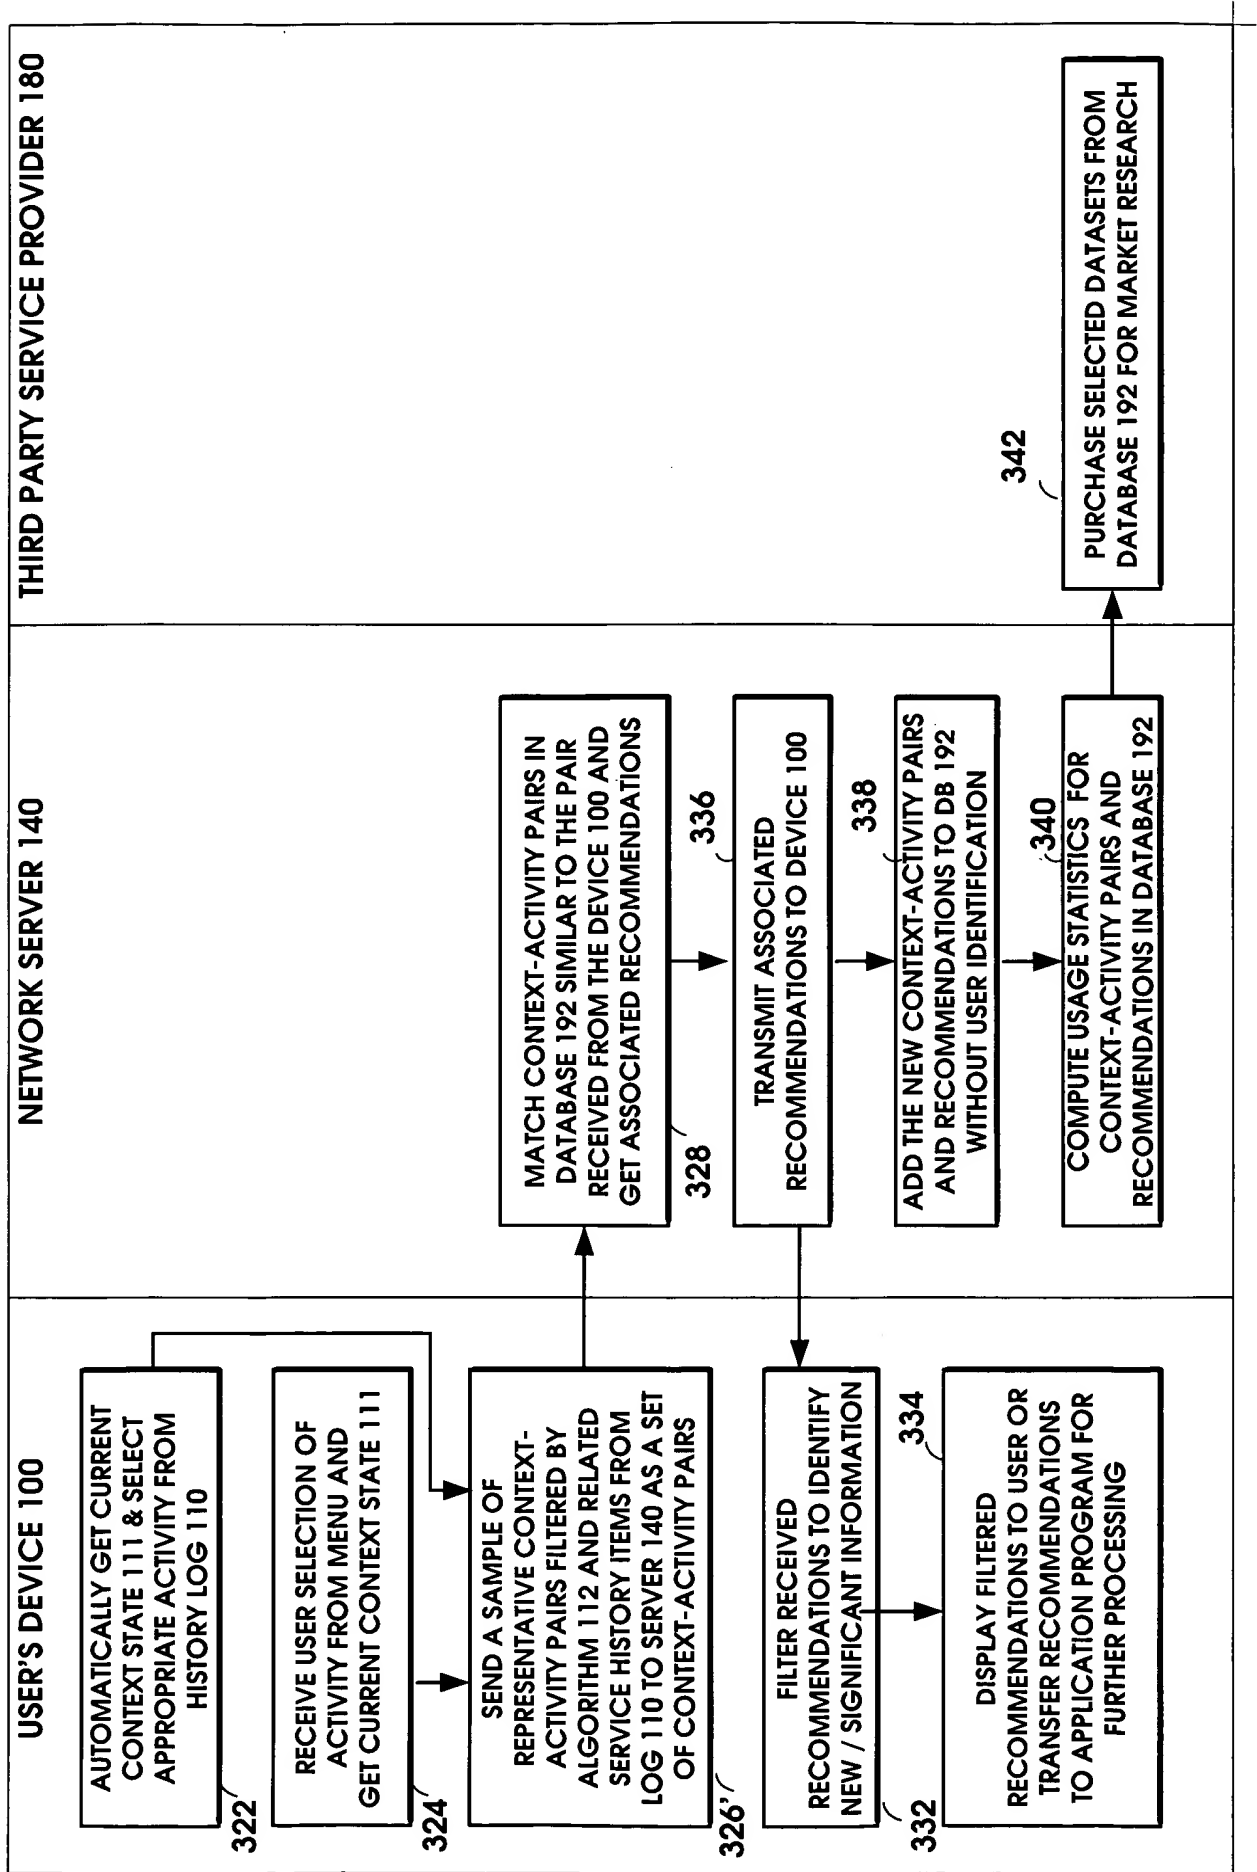 USER'S DEVICE 100
AUTOMATICALLY GET CURRENT
CONTEXT STATE 111 & SELECT
APPROPRIATE ACTIVITY FROM
HISTORY LOG 110
322
RECEIVE USER SELECTION OF
ACTIVITY FROM MENU AND
GET CURRENT CONTEXT STATE 111
324
SEND A SAMPLE OF
REPRESENTATIVE CONTEXT-
ACTIVITY PAIRS FILTERED BY
ALGORITHM 112 AND RELATED
SERVICE HISTORY ITEMS FROM
LOG 110 TO SERVER 140 AS A SET
OF CONTEXT-ACTIVITY PAIRS
326'
FILTER RECEIVED
RECOMMENDATIONS TO IDENTIFY
NEW / SIGNIFICANT INFORMATION
332
334
DISPLAY FILTERED
RECOMMENDATIONS TO USER OR
TRANSFER RECOMMENDATIONS
TO APPLICATION PROGRAM FOR
FURTHER PROCESSING
NETWORK SERVER 140
MATCH CONTEXT-ACTIVITY PAIRS IN
DATABASE 192 SIMILAR TO THE PAIR
RECEIVED FROM THE DEVICE 100 AND
GET ASSOCIATED RECOMMENDATIONS
328
336
TRANSMIT ASSOCIATED
RECOMMENDATIONS TO DEVICE 100
338
ADD THE NEW CONTEXT-ACTIVITY PAIRS
AND RECOMMENDATIONS TO DB 192
WITHOUT USER IDENTIFICATION
340
COMPUTE USAGE STATISTICS FOR
CONTEXT-ACTIVITY PAIRS AND
RECOMMENDATIONS IN DATABASE 192
THIRD PARTY SERVICE PROVIDER 180
342
PURCHASE SELECTED DATASETS FROM
DATABASE 192 FOR MARKET RESEARCH